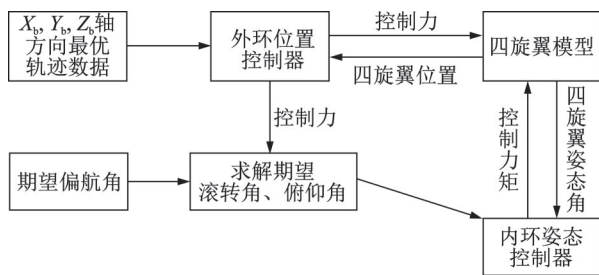 X_b, Y_b, Z_b轴
方向最优
轨迹数据
外环位置
控制器
控制力
四旋翼位置
四旋翼模型
控制力
控制力矩
四旋翼姿态角
期望偏航角
求解期望
滚转角、俯仰角
内环姿态
控制器